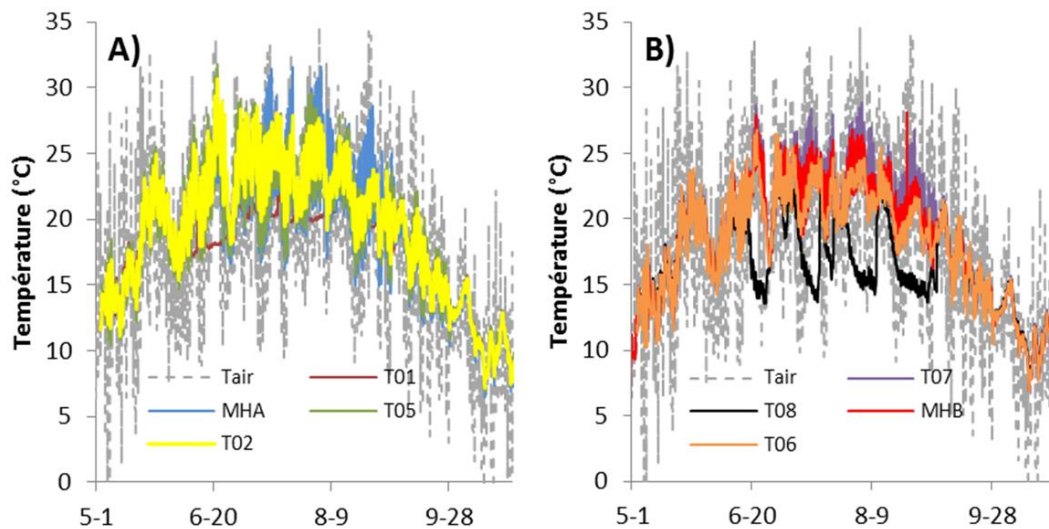 A)
Température (°C)
35
30
25
20
15
10
5
0
5-1 6-20 8-9 9-28
Tair T01
MHA T05
T02
B)
Température (°C)
35
30
25
20
15
10
5
0
5-1 6-20 8-9 9-28
Tair T07
T08 MHB
T06